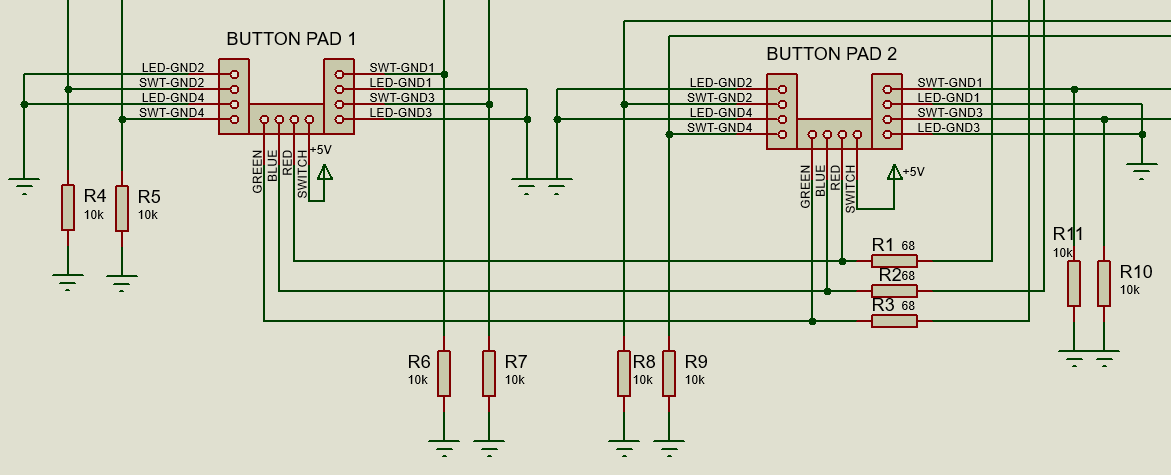 BUTTON PAD 1
LED-GND2
SWT-GND2
LED-GND4
SWT-GND4
SWT-GND1
LED-GND1
SWT-GND3
LED-GND3
GREEN
BLUE
RED
SWITCH
+5V
BUTTON PAD 2
LED-GND2
SWT-GND2
LED-GND4
SWT-GND4
SWT-GND1
LED-GND1
SWT-GND3
LED-GND3
GREEN
BLUE
RED
SWITCH
+5V
R4
10k
R5
10k
R1 68
R2 68
R3 68
R11
10k
R10
10k
R6
10k
R7
10k
R8
10k
R9
10k